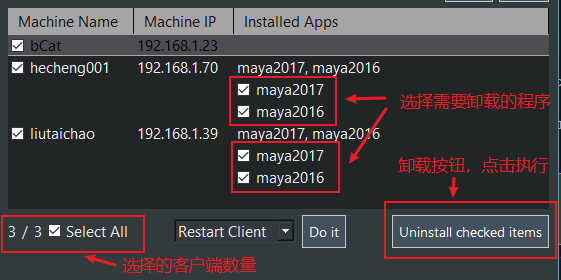 Machine Name Machine IP Installed Apps
bCat 192.168.1.23
hecheng001 192.168.1.70 maya2017, maya2016
maya2017
选择需要卸载的程序
maya2016
liutaichao 192.168.1.39 maya2017, maya2016
maya2017
卸载按钮，点击执行
maya2016
3 / 3 Select All Restart Client Do it Uninstall checked items
选择的客户端数量